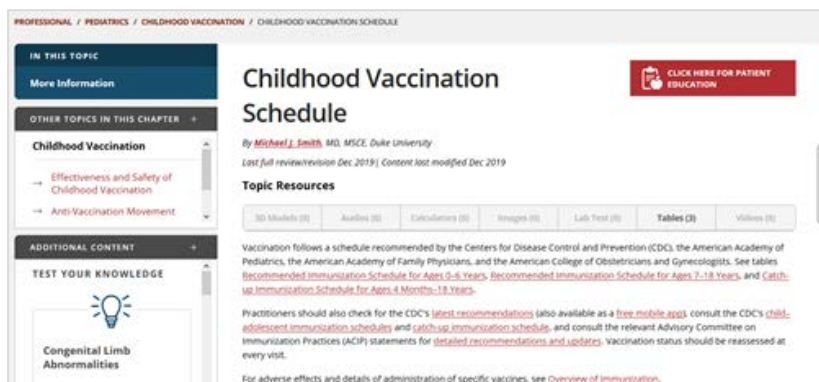 PROFESSIONAL / PEDIATRICS / CHILDHOOD VACCINATION / CHILDHOOD VACCINATION SCHEDULE
IN THIS TOPIC
More Information
OTHER TOPICS IN THIS CHAPTER +
Childhood Vaccination
→ Effectiveness and Safety of
Childhood Vaccination
→ Anti-Vaccination Movement
ADDITIONAL CONTENT +
TEST YOUR KNOWLEDGE
Congenital Limb
Abnormalities
Childhood Vaccination
Schedule
CLICK HERE FOR PATIENT
EDUCATION
By Michael J. Smith, MD, MSCE, Duke University
Last full review/revision Dec 2019| Content last modified Dec 2019
Topic Resources
3D Models (0) Audios (0) Calculators (0) Images (0) Lab Test (0) Tables (3) Videos (0)
Vaccination follows a schedule recommended by the Centers for Disease Control and Prevention (CDC), the American Academy of
Pediatrics, the American Academy of Family Physicians, and the American College of Obstetricians and Gynecologists. See tables
Recommended Immunization Schedule for Ages 0–6 Years, Recommended Immunization Schedule for Ages 7–18 Years, and Catch-
up Immunization Schedule for Ages 4 Months–18 Years.
Practitioners should also check for the CDC's latest recommendations (also available as a free mobile app), consult the CDC's child-
adolescent immunization schedules and catch-up immunization schedule, and consult the relevant Advisory Committee on
Immunization Practices (ACIP) statements for detailed recommendations and updates. Vaccination status should be reassessed at
every visit.
For adverse effects and details of administration of specific vaccines, see Overview of Immunization.